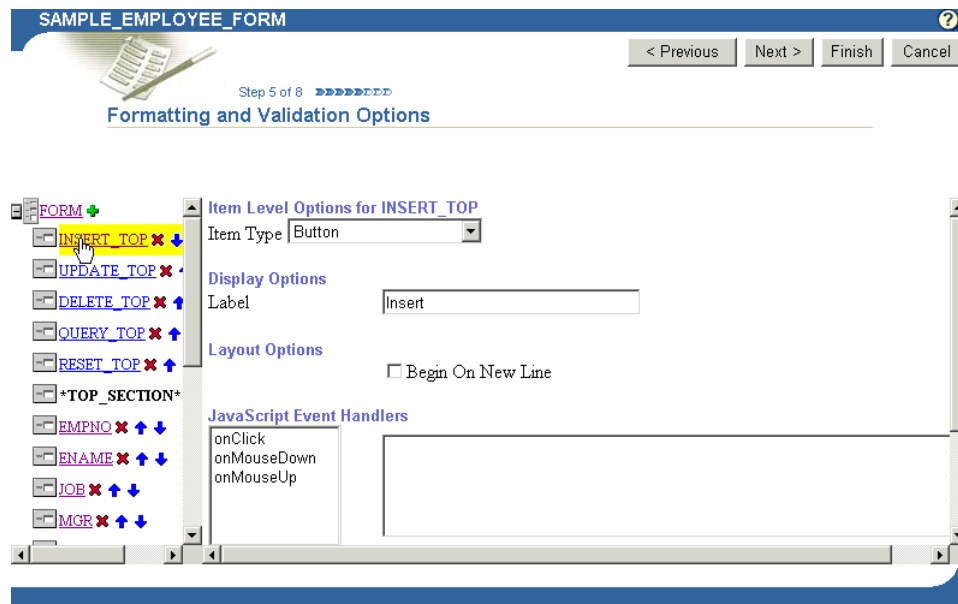 SAMPLE_EMPLOYEE_FORM
?
< Previous Next > Finish Cancel
Step 5 of 8
Formatting and Validation Options
FORM
INSERT_TOP
UPDATE_TOP
DELETE_TOP
QUERY_TOP
RESET_TOP
*TOP_SECTION*
EMPNO
ENAME
JOB
MGR
Item Level Options for INSERT_TOP
Item Type Button
Display Options
Label Insert
Layout Options
Begin On New Line
JavaScript Event Handlers
onClick
onMouseDown
onMouseUp